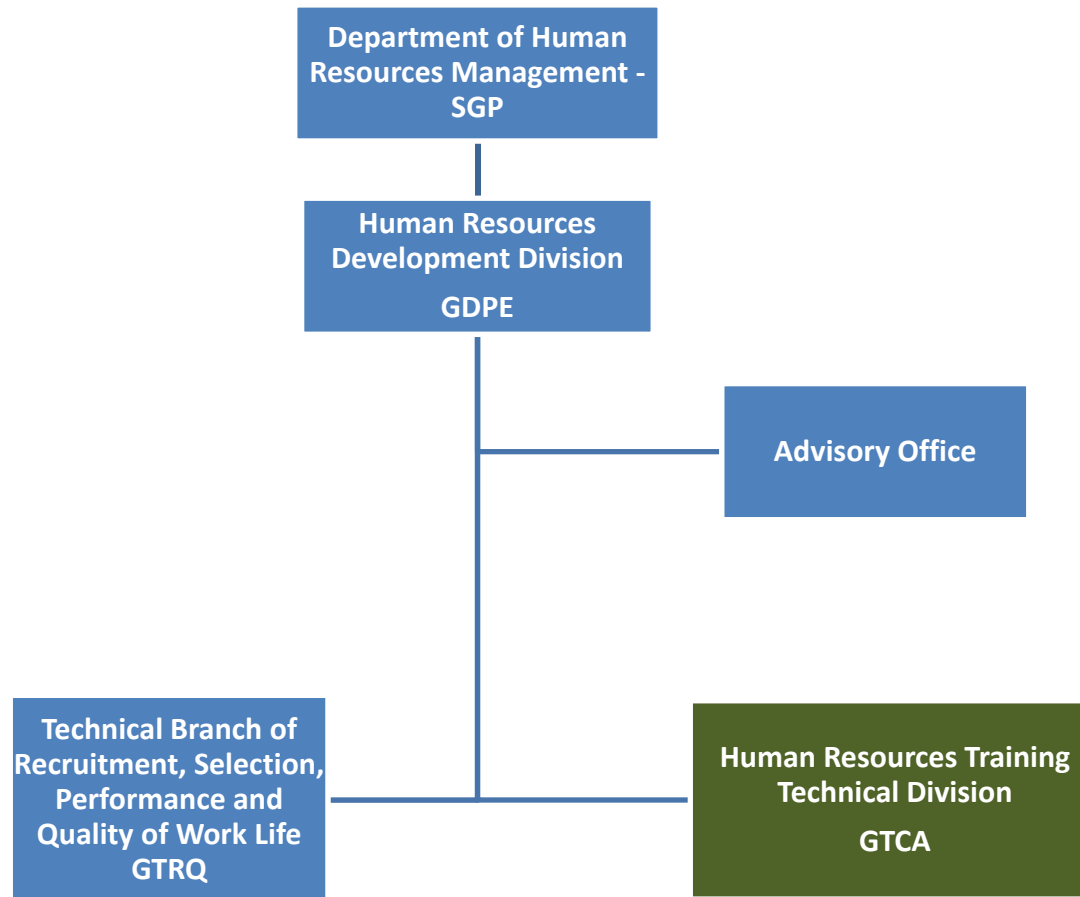 Department of Human
Resources Management -
SGP
Human Resources
Development Division
GDPE
Advisory Office
Technical Branch of
Recruitment, Selection,
Performance and
Quality of Work Life
GTRQ
Human Resources Training
Technical Division
GTCA